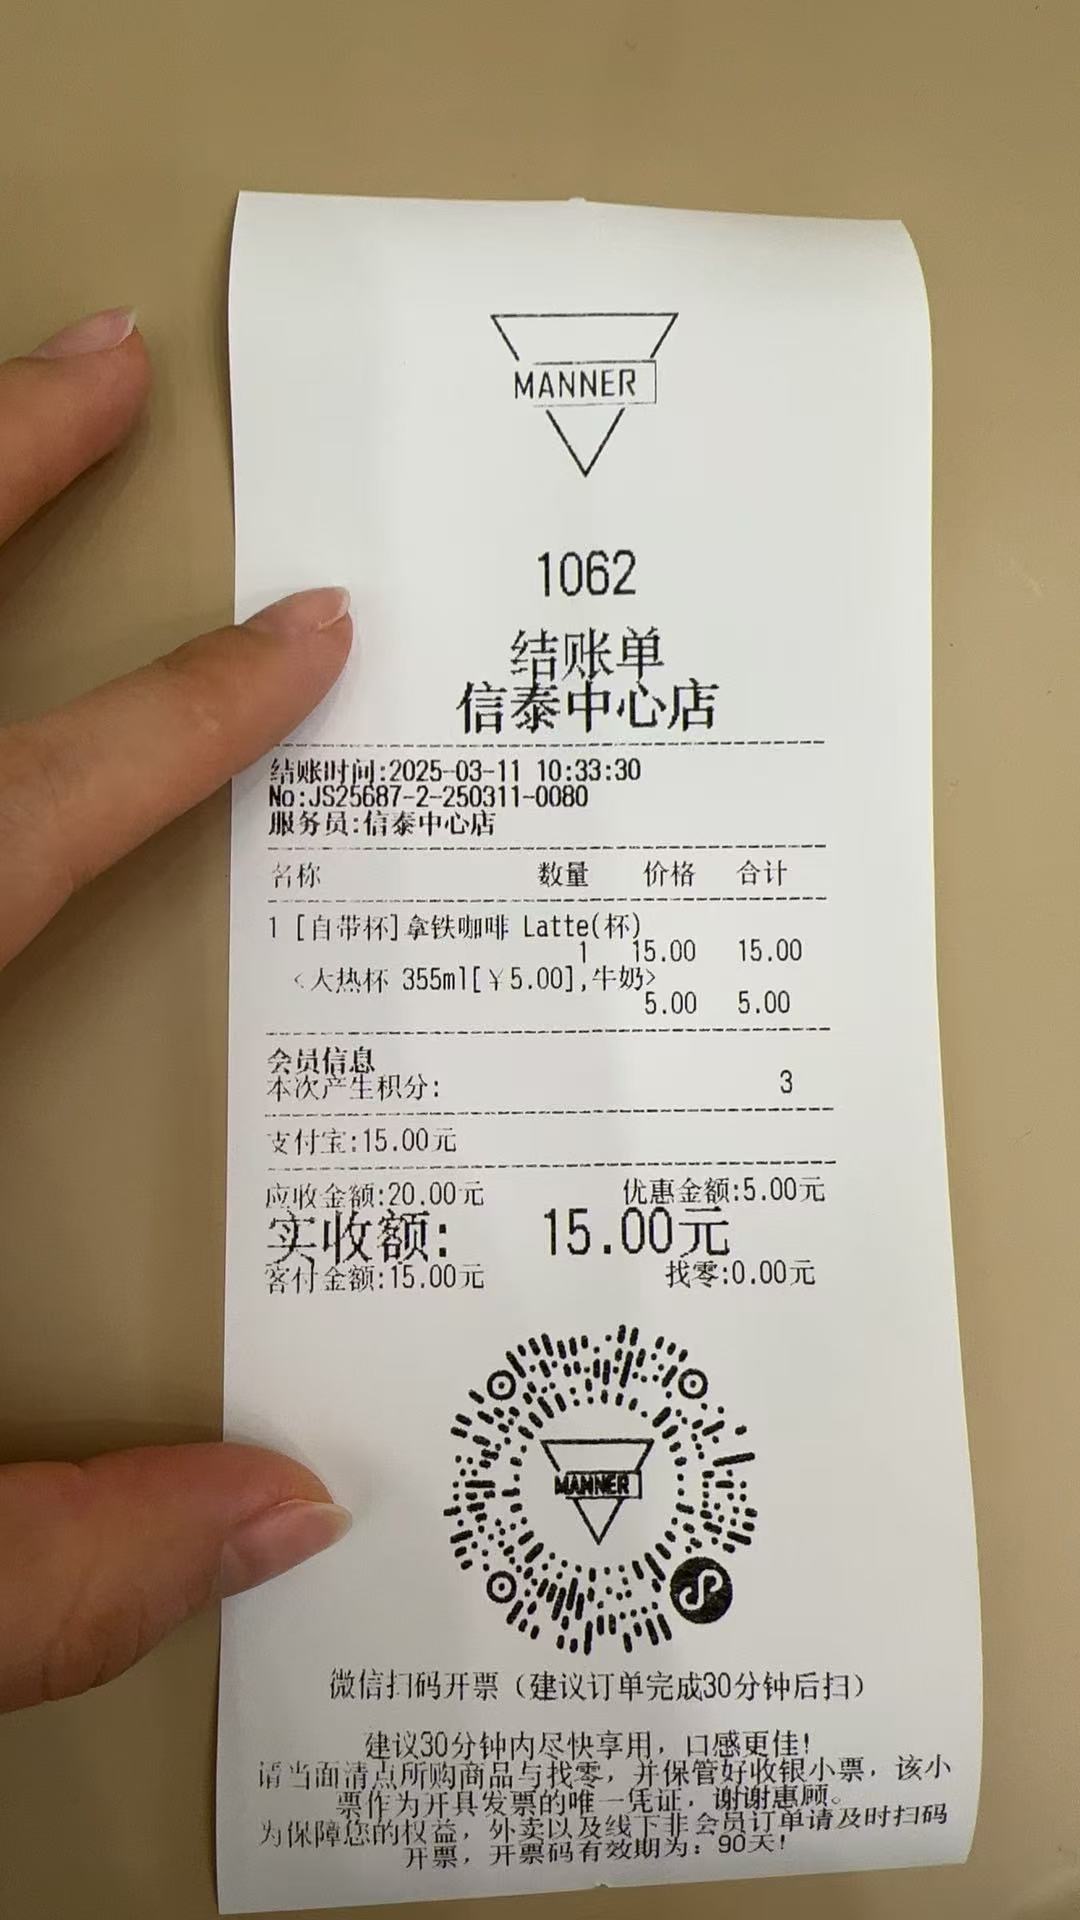 MANNER
1062
结账单
信泰中心店
结账时间:2025-03-11 10:33:30
No:JS25687-2-250311-0080
服务员:信泰中心店
名称 数量 价格 合计
1 [自带杯]拿铁咖啡 Latte(杯)
1 15.00 15.00
<大热杯 355ml[￥5.00],牛奶>
5.00 5.00
会员信息
本次产生积分: 3
支付宝:15.00元
应收金额:20.00元 优惠金额:5.00元
实收额: 15.00元
客付金额:15.00元 找零:0.00元
MANNER
微信扫码开票（建议订单完成30分钟后扫）
建议30分钟内尽快享用，口感更佳!
请当面清点所购商品与找零，并保管好收银小票，该小
票作为开具发票的唯一凭证，谢谢惠顾。
为保障您的权益，外卖以及线下非会员订单请及时扫码
开票，开票码有效期为：90天!